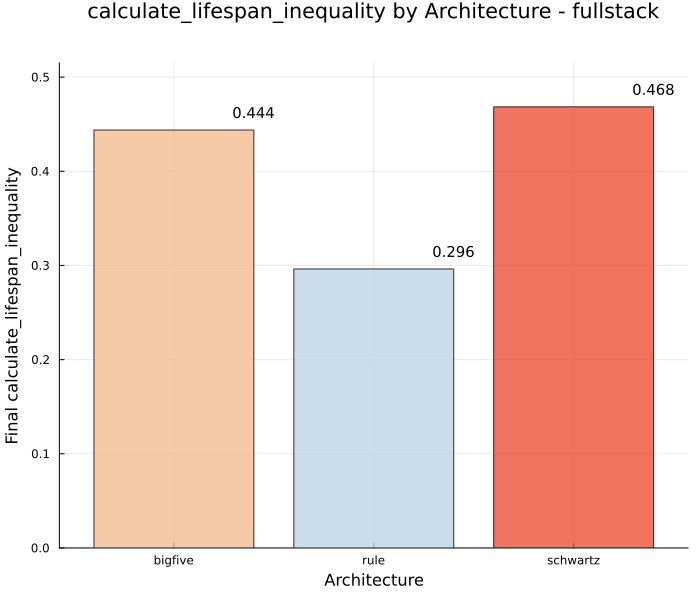 calculate_lifespan_inequality by Architecture - fullstack
Final calculate_lifespan_inequality
0.5
0.4
0.3
0.2
0.1
0.0
0.444
0.296
0.468
bigfive
rule
schwartz
Architecture